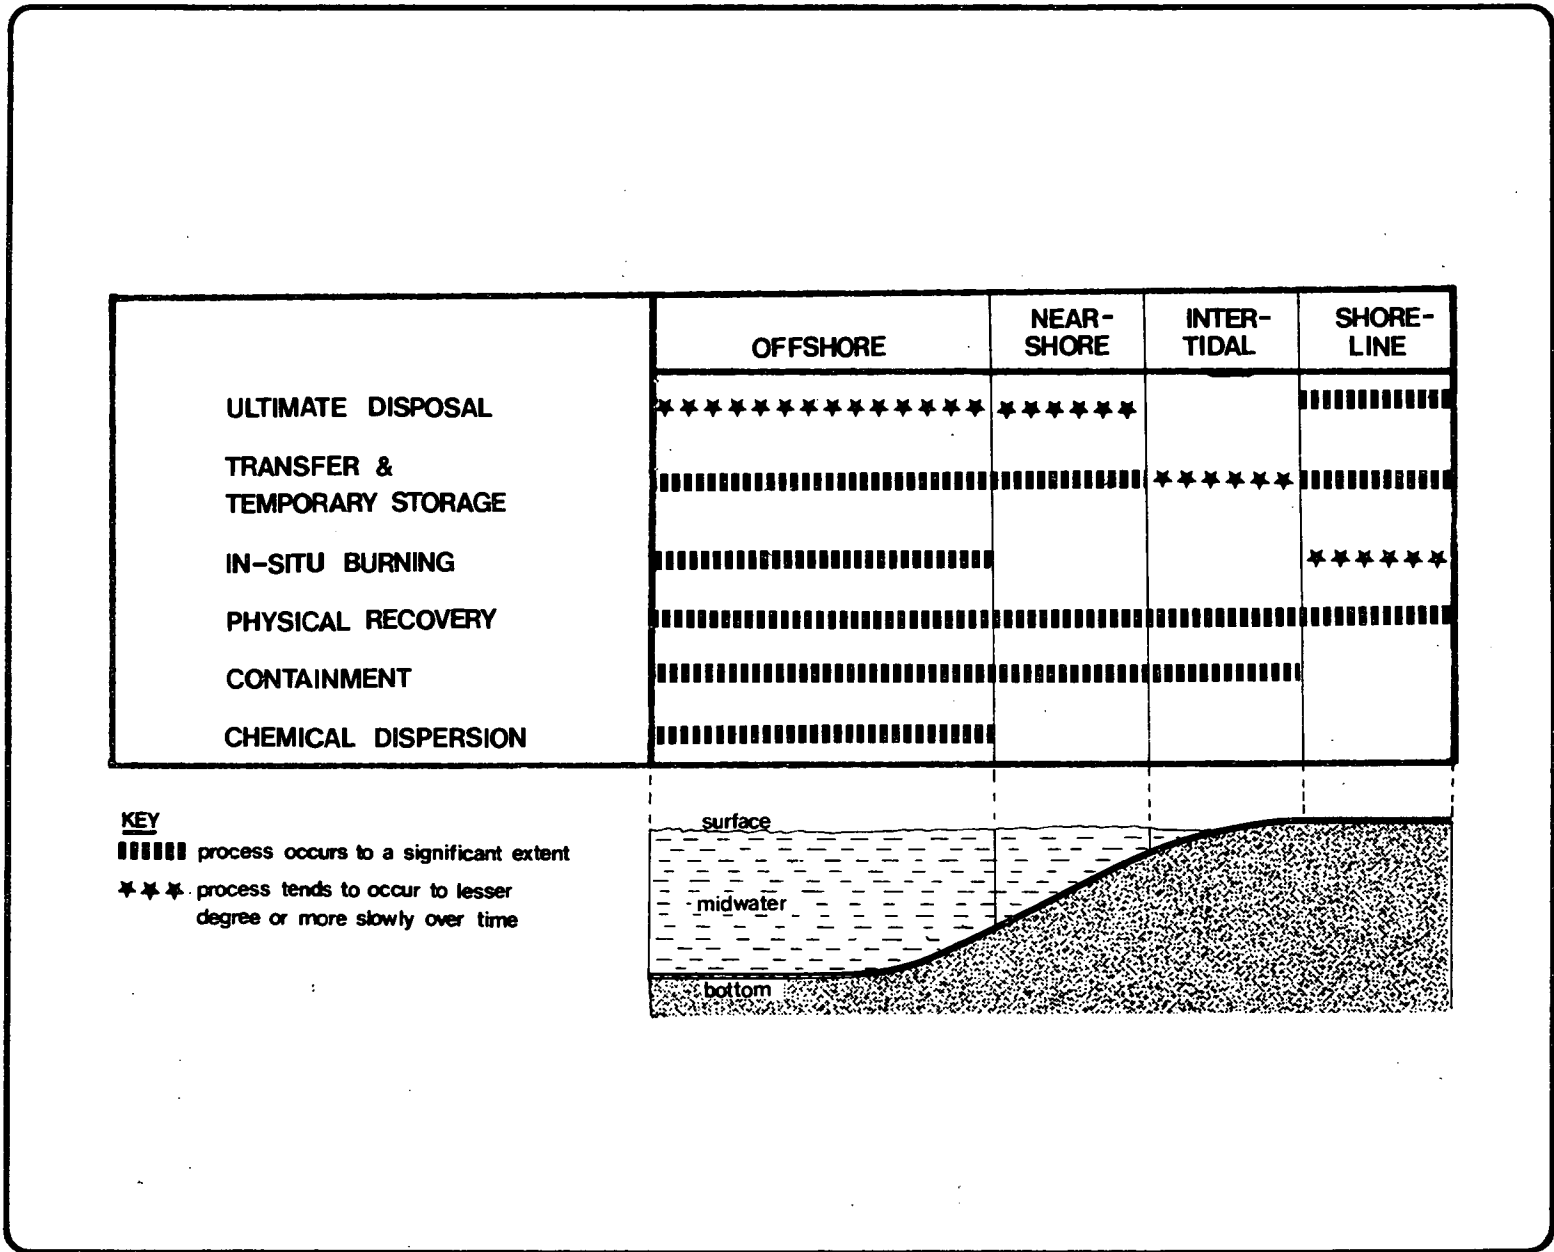 OFFSHORE
NEAR-
SHORE
INTER-
TIDAL
SHORE-
LINE
ULTIMATE DISPOSAL
TRANSFER &
TEMPORARY STORAGE
IN-SITU BURNING
PHYSICAL RECOVERY
CONTAINMENT
CHEMICAL DISPERSION
KEY
process occurs to a significant extent
process tends to occur to lesser
degree or more slowly over time
surface
midwater
bottom